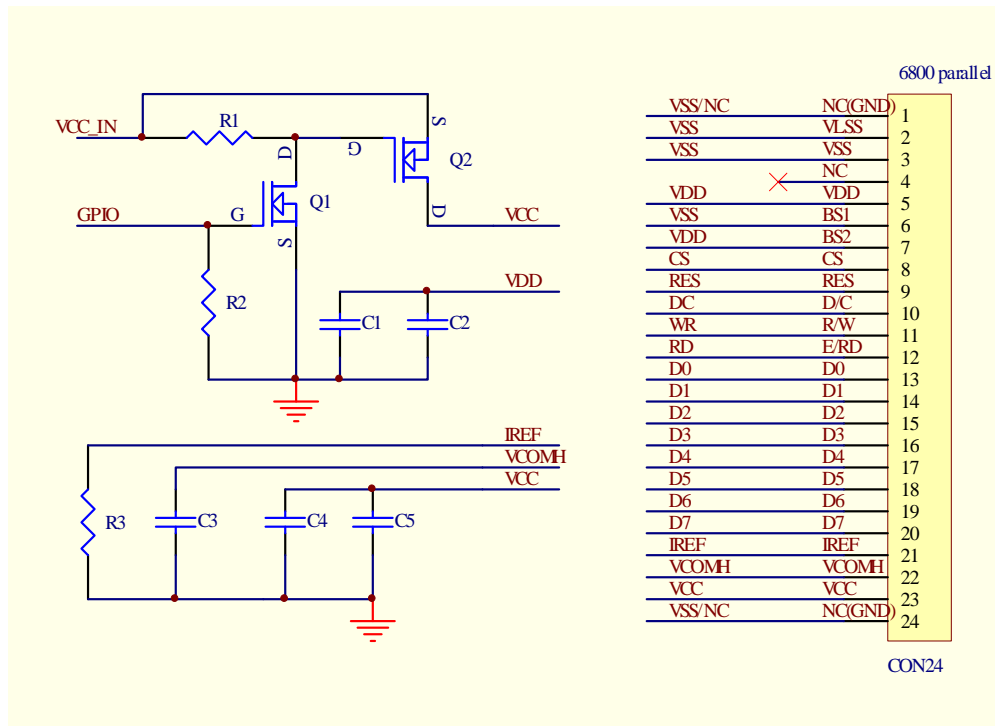 6800 parallel
VCC_IN
R1
D
G
S
Q2
D
VCC
GPIO
G
Q1
S
R2
VDD
C1
C2
IREF
VCOMH
VCC
R3
C3
C4
C5
VSS/NC NC(GND) 1
VSS VLSS 2
VSS VSS 3
NC 4
VDD VDD 5
VSS BS1 6
VDD BS2 7
CS CS 8
RES RES 9
DC D/C 10
WR R/W 11
RD E/RD 12
D0 D0 13
D1 D1 14
D2 D2 15
D3 D3 16
D4 D4 17
D5 D5 18
D6 D6 19
D7 D7 20
IREF IREF 21
VCOMH VCOMH 22
VCC VCC 23
VSS/NC NC(GND) 24
CON24